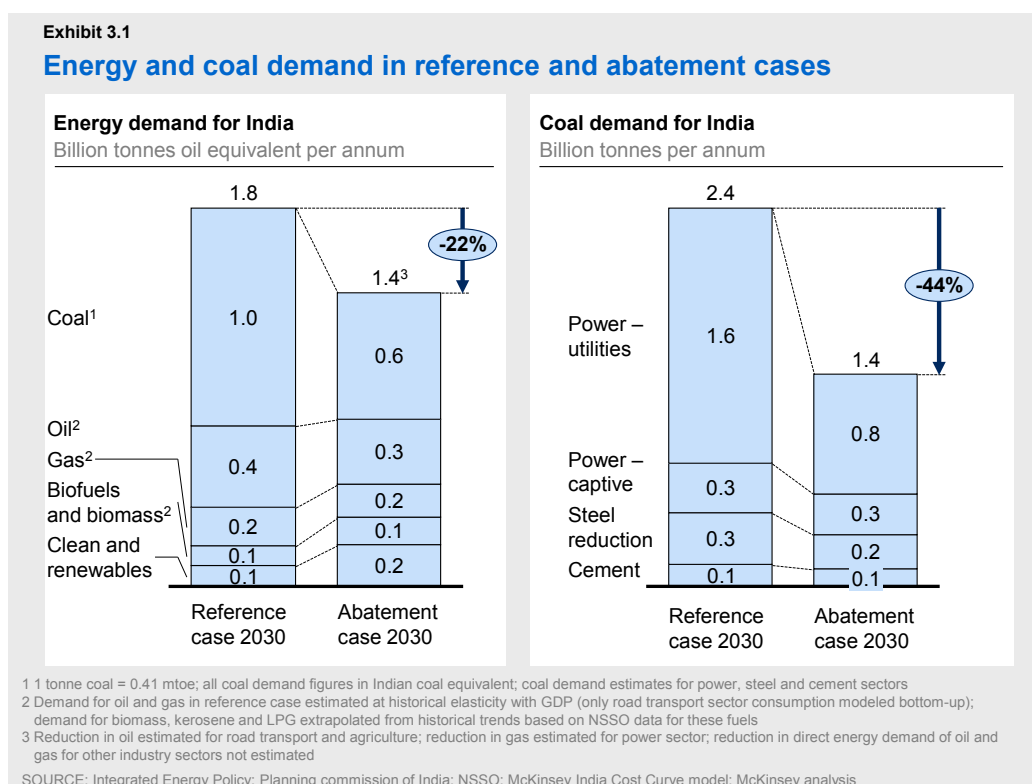 Exhibit 3.1
Energy and coal demand in reference and abatement cases
Energy demand for India
Billion tonnes oil equivalent per annum
1.8
-22%
1.4³
Coal¹
1.0
0.6
Oil²
Gas²
Biofuels
and biomass²
Clean and
renewables
0.4
0.3
0.2
0.2
0.1
0.1
0.1
0.2
Reference
case 2030
Abatement
case 2030
Coal demand for India
Billion tonnes per annum
2.4
-44%
1.4
Power –
utilities
1.6
0.8
Power –
captive
0.3
0.3
Steel
reduction
0.3
0.2
Cement
0.1
0.1
Reference
case 2030
Abatement
case 2030
1 1 tonne coal = 0.41 mtoe; all coal demand figures in Indian coal equivalent; coal demand estimates for power, steel and cement sectors
2 Demand for oil and gas in reference case estimated at historical elasticity with GDP (only road transport sector consumption modeled bottom-up);
demand for biomass, kerosene and LPG extrapolated from historical trends based on NSSO data for these fuels
3 Reduction in oil estimated for road transport and agriculture; reduction in gas estimated for power sector; reduction in direct energy demand of oil and
gas for other industry sectors not estimated
SOURCE: Integrated Energy Policy; Planning commission of India; NSSO; McKinsey India Cost Curve model; McKinsey analysis